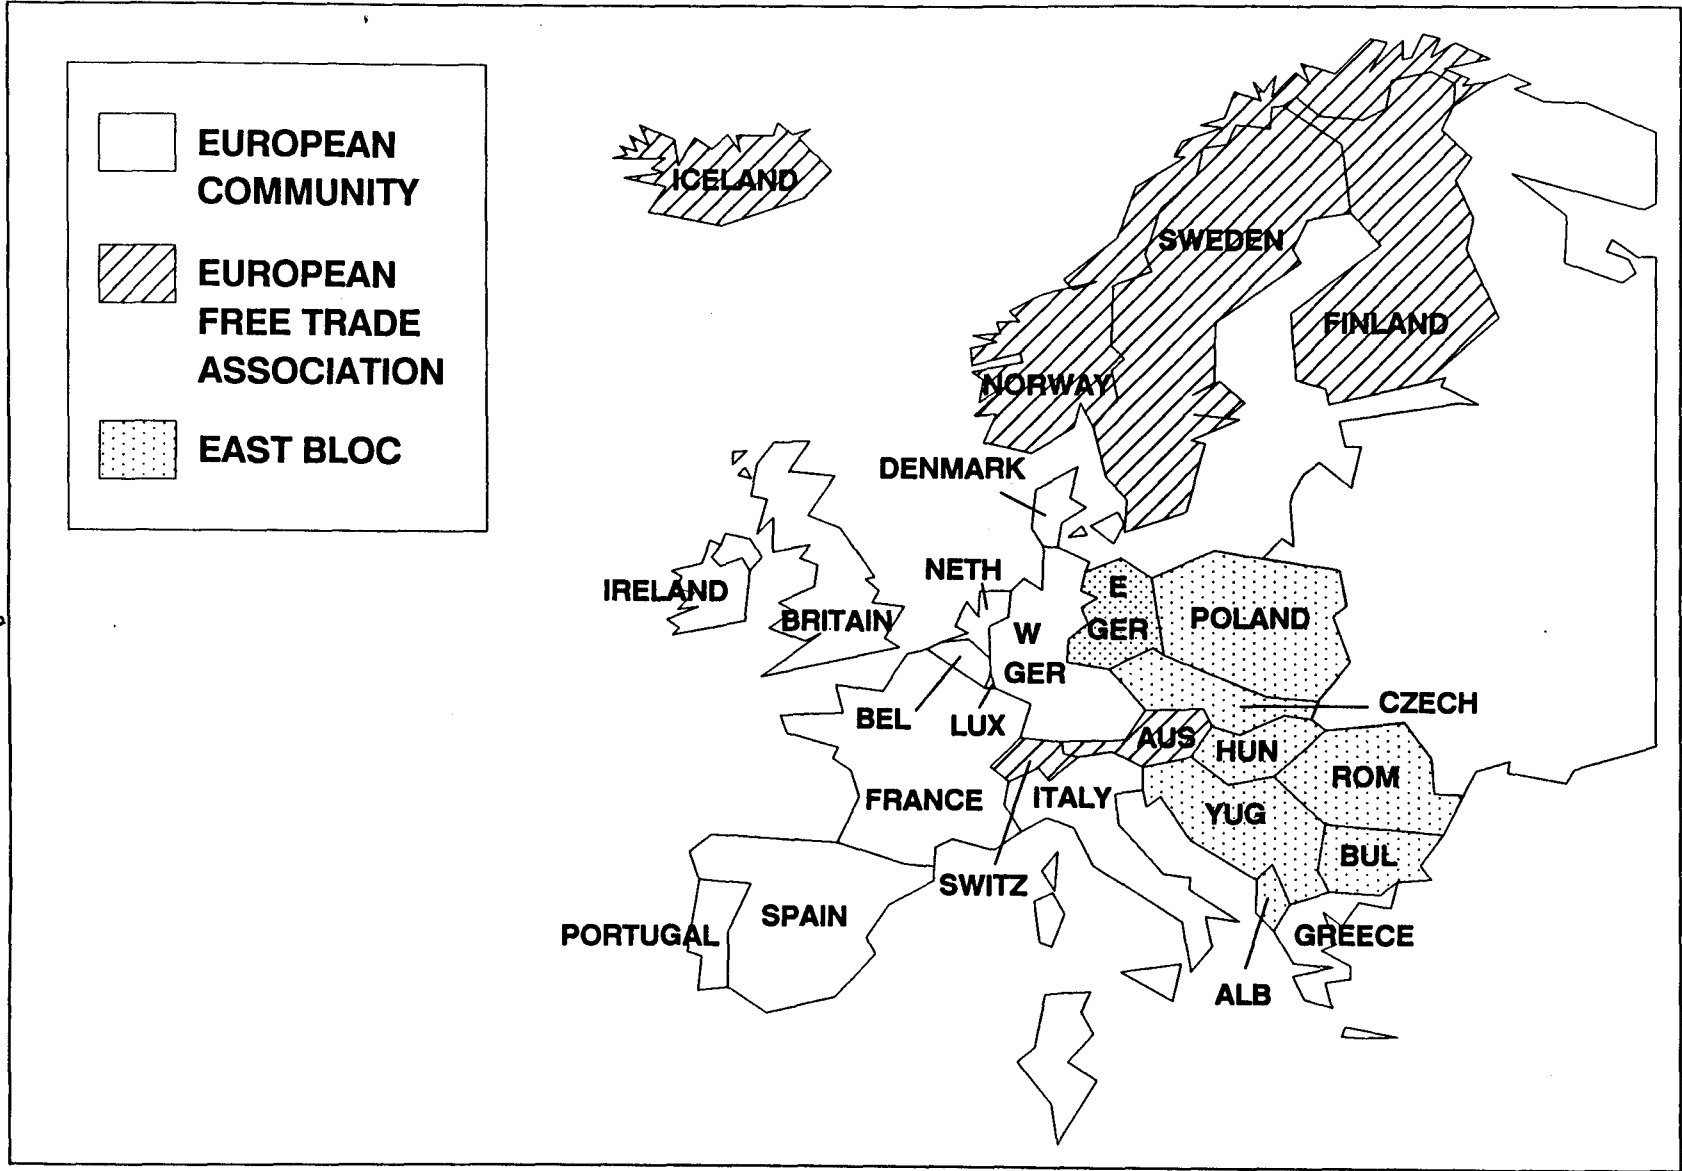 EUROPEAN
COMMUNITY
EUROPEAN
FREE TRADE
ASSOCIATION
EAST BLOC
ICELAND
SWEDEN
FINLAND
NORWAY
DENMARK
NETH
IRELAND
BRITAIN
E
GER
POLAND
W
GER
BEL
LUX
CZECH
AUS
HUN
ROM
FRANCE
ITALY
YUG
BUL
SWITZ
SPAIN
PORTUGAL
GREECE
ALB